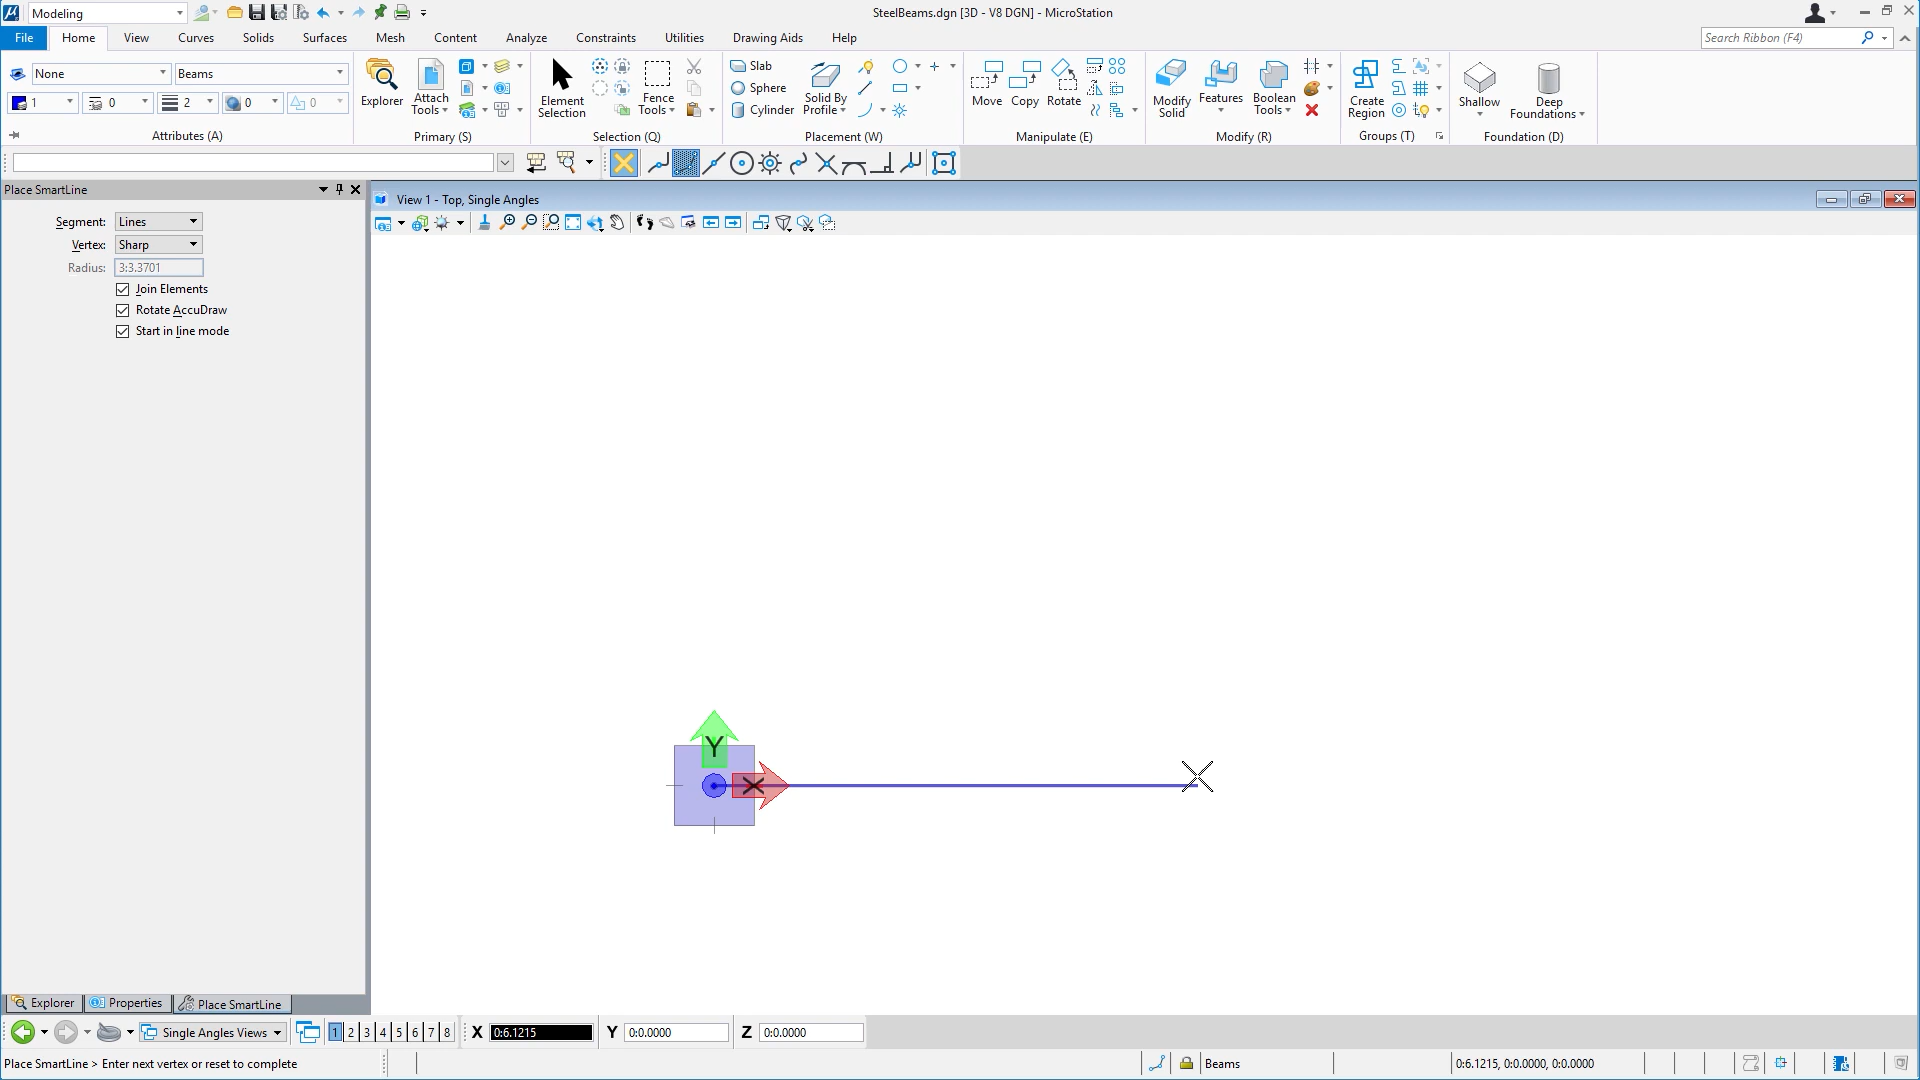 Modeling
SteelBeams.dgn [3D - V8 DGN] - MicroStation
File Home View Curves Solids Surfaces Mesh Content Analyze Constraints Utilities Drawing Aids Help
Search Ribbon (F4)
None Beams
1 0 2 0 0
Attributes (A)
Explorer
Attach Tools
Primary (S)
Element Selection
Fence Tools
Selection (Q)
Slab
Sphere
Cylinder
Solid By Profile
Placement (W)
Move Copy Rotate
Manipulate (E)
Modify Solid
Features
Boolean Tools
Modify (R)
Create Region
Groups (T)
Shallow
Deep Foundations
Foundation (D)
Place SmartLine
Segment: Lines
Vertex: Sharp
Radius: 3:3.3701
Join Elements
Rotate AccuDraw
Start in line mode
View 1 - Top, Single Angles
Y
X
Explorer Properties Place SmartLine
Single Angles Views 1 2 3 4 5 6 7 8 X 0:6.1215 Y 0:0.0000 Z 0:0.0000
Place SmartLine > Enter next vertex or reset to complete
Beams
0:6.1215, 0:0.0000, 0:0.0000